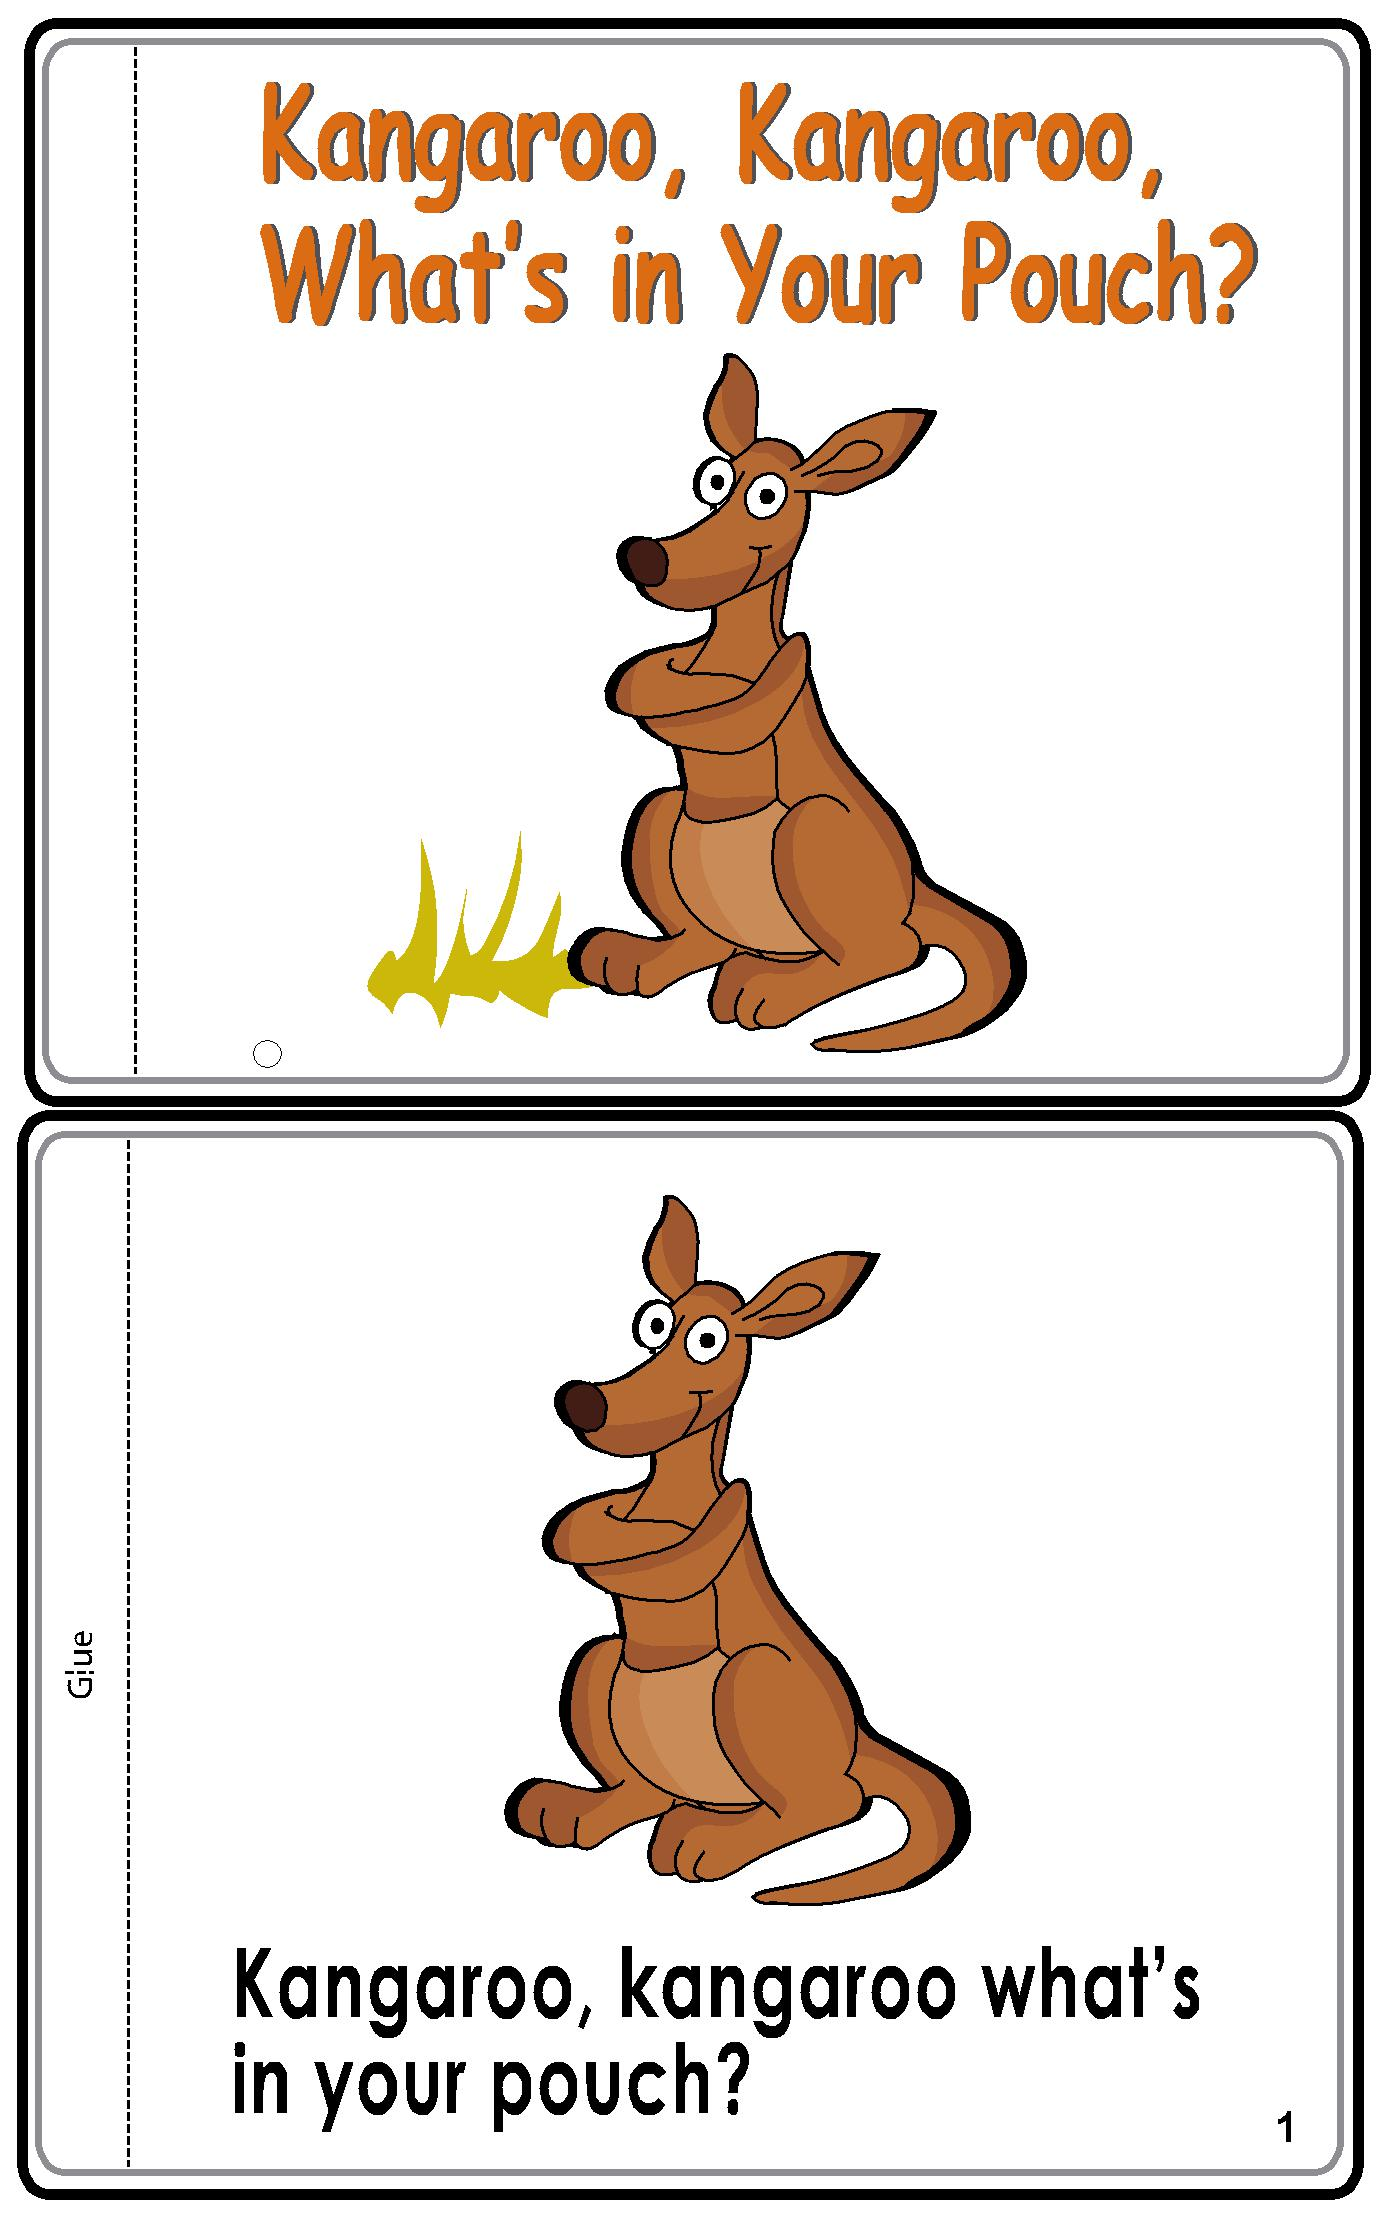 Kangaroo, Kangaroo,
What's in Your Pouch?
Glue
Kangaroo, kangaroo what's
in your pouch?
1